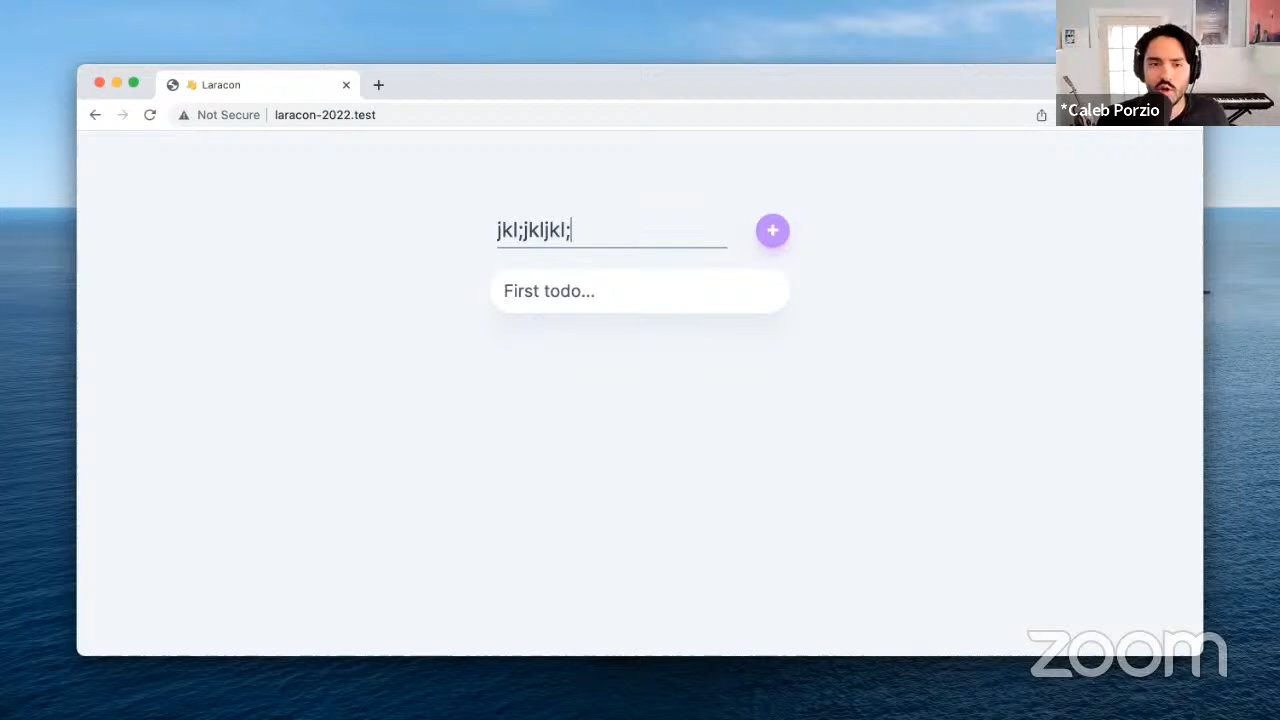 👋 Laracon
Not Secure laracon-2022.test
*Caleb Porzio
jkl;jkljkl;
+
First todo...
zoom